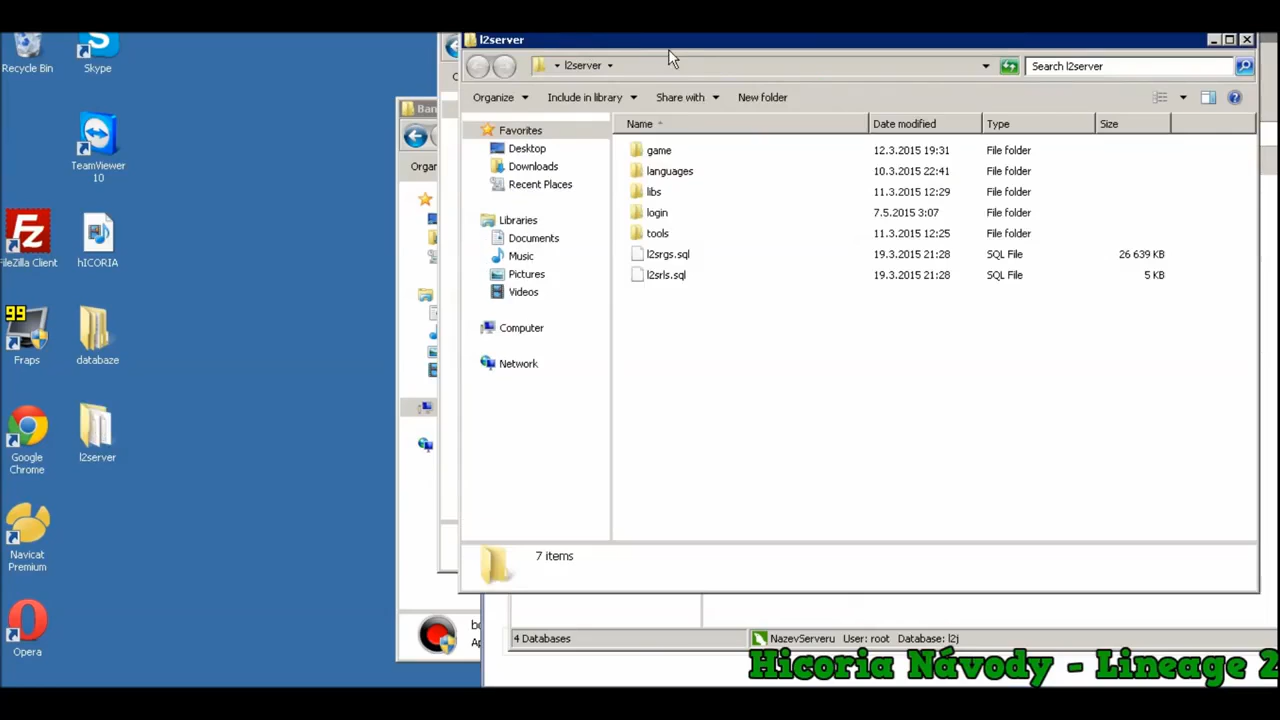 Recycle Bin
Skype
TeamViewer
10
FileZilla Client
hICORIA
99
Fraps
databaze
Google
Chrome
l2server
Navicat
Premium
Opera
Ban
Organ
l2server
l2server
Search l2server
Organize
Include in library
Share with
New folder
Favorites
Desktop
Downloads
Recent Places
Libraries
Documents
Music
Pictures
Videos
Computer
Network
Name Date modified Type Size
game 12.3.2015 19:31 File folder
languages 10.3.2015 22:41 File folder
libs 11.3.2015 12:29 File folder
login 7.5.2015 3:07 File folder
tools 11.3.2015 12:25 File folder
l2srgs.sql 19.3.2015 21:28 SQL File 26 639 KB
l2srls.sql 19.3.2015 21:28 SQL File 5 KB
7 items
4 Databases
NazevServeru User: root Database: l2j
Hicoria Návody - Lineage 2